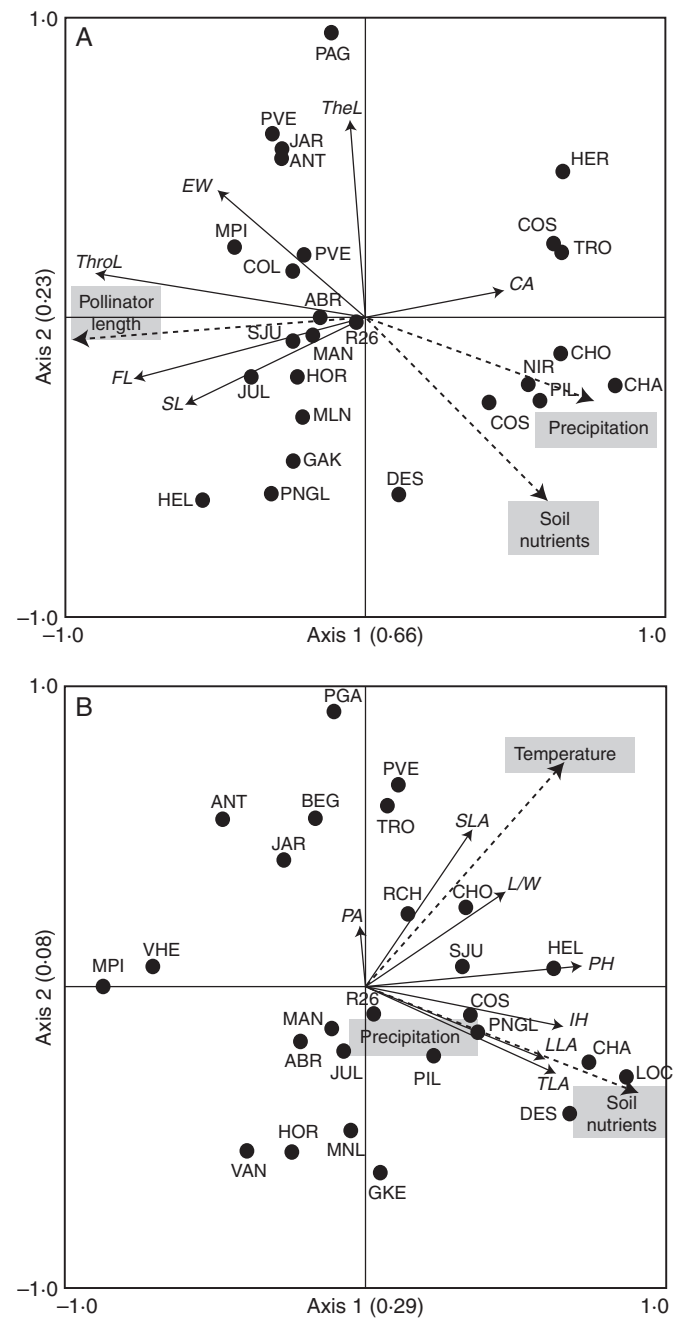 1·0
A
PAG
TheL
PVE
JAR
ANT
HER
EW
MPI
PVE
COS
TRO
COL
ThroL
CA
Pollinator
length
ABR
SJU
R26
MAN
CHO
NIR
FL
HOR
PIL
CHA
JUL
SL
MLN
COS
Precipitation
GAK
DES
HEL
PNGL
Soil
nutrients
Axis 2 (0·23)
–1·0
–1·0
Axis 1 (0·66)
1·0
1·0
B
PGA
Temperature
PVE
ANT
BEG
TRO
SLA
JAR
RCH
CHO
L/W
PA
VHE
SJU
HEL
MPI
PH
R26
COS
MAN
PNGL
IH
Precipitation
ABR
LLA
CHA
JUL
PIL
TLA
LOC
DES
Soil
nutrients
HOR
MNL
VAN
GKE
Axis 2 (0·08)
–1·0
–1·0
Axis 1 (0·29)
1·0